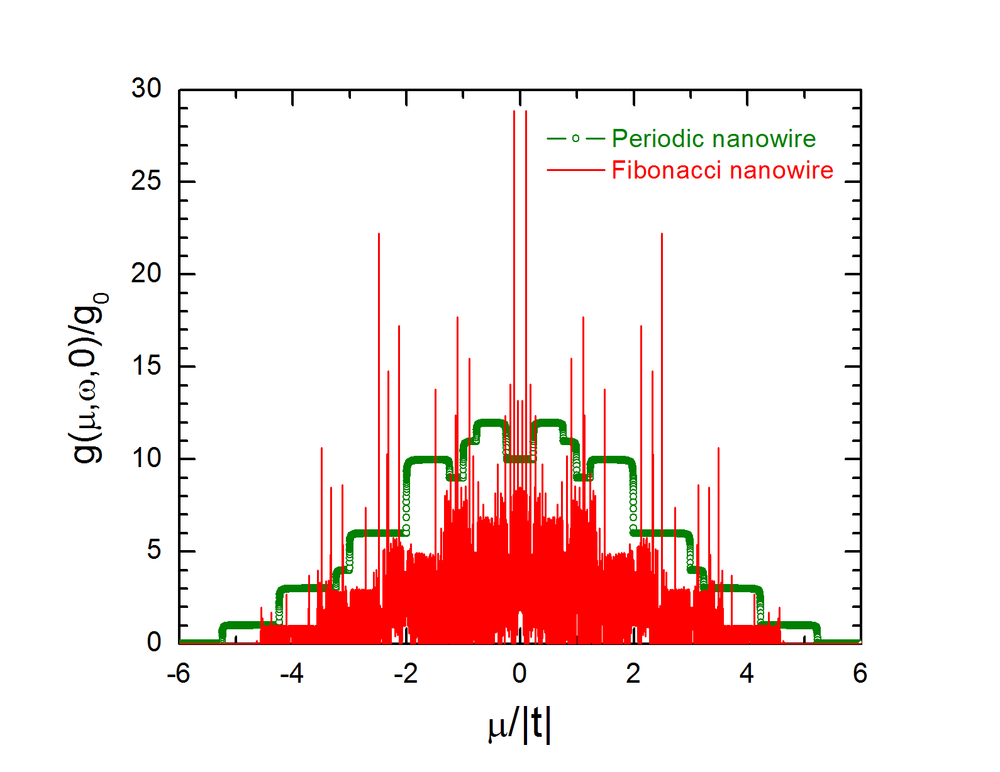 30
25
20
15
10
5
0
g(μ,ω,0)/g₀
Periodic nanowire
Fibonacci nanowire
-6 -4 -2 0 2 4 6
μ/|t|